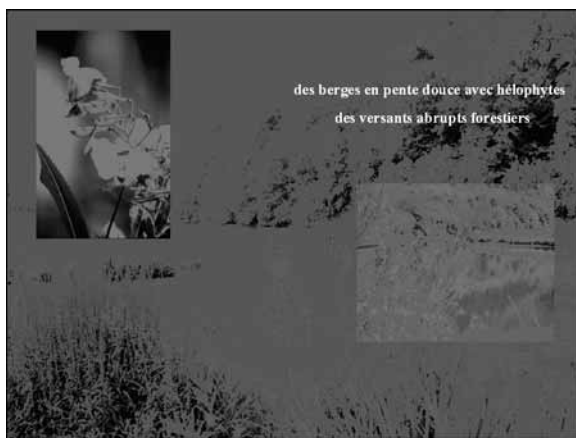 des berges en pente douce avec hélophytes
des versants abrupts forestiers